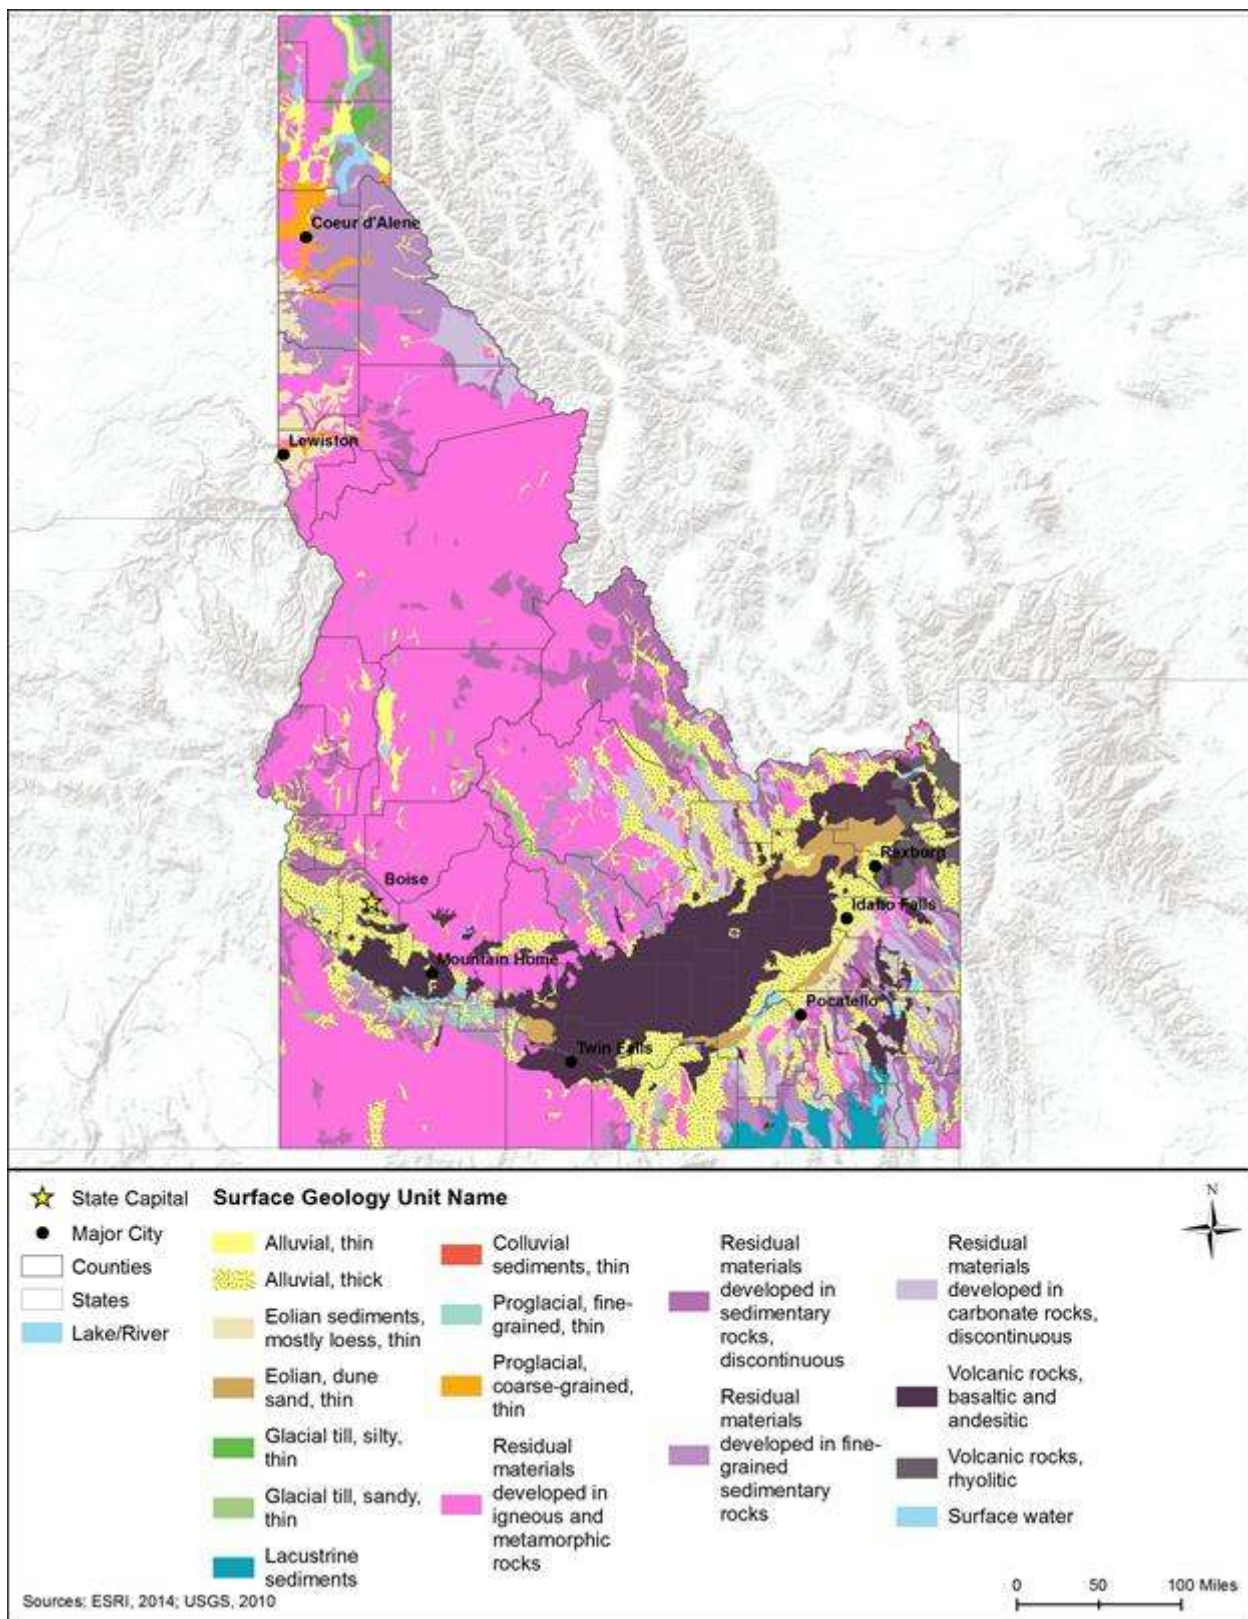 Coeur d'Alene
Lewiston
Boise
Rexburg
Idaho Falls
Mountain Home
Pocatello
Twin Falls
N
State Capital
Major City
Counties
States
Lake/River
Surface Geology Unit Name
Alluvial, thin
Alluvial, thick
Eolian sediments,
mostly loess, thin
Eolian, dune
sand, thin
Glacial till, silty,
thin
Glacial till, sandy,
thin
Lacustrine
sediments
Colluvial
sediments, thin
Proglacial, fine-
grained, thin
Proglacial,
coarse-grained,
thin
Residual
materials
developed in
igneous and
metamorphic
rocks
Residual
materials
developed in
sedimentary
rocks,
discontinuous
Residual
materials
developed in fine-
grained
sedimentary
rocks
Residual
materials
developed in
carbonate rocks,
discontinuous
Volcanic rocks,
basaltic and
andesitic
Volcanic rocks,
rhyolitic
Surface water
0 50 100 Miles
Sources: ESRI, 2014; USGS, 2010